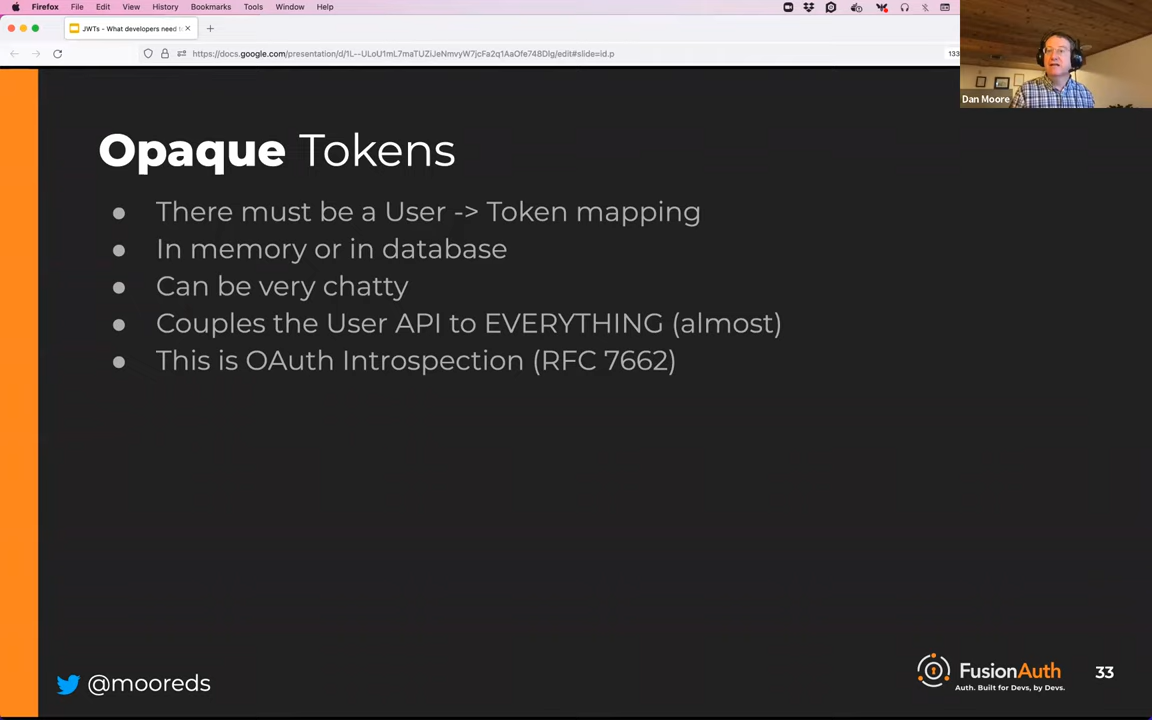 Firefox File Edit View History Bookmarks Tools Window Help
JWTs - What developers need
https://docs.google.com/presentation/d/1L--ULoU1mL7maTUZiJeNmvyW7jcFa2q1AaOfe748DIg/edit#slide=id.p
133
Dan Moore
Opaque Tokens
● There must be a User -> Token mapping
● In memory or in database
● Can be very chatty
● Couples the User API to EVERYTHING (almost)
● This is OAuth Introspection (RFC 7662)
@mooreds
FusionAuth
Auth. Built for Devs, by Devs.
33